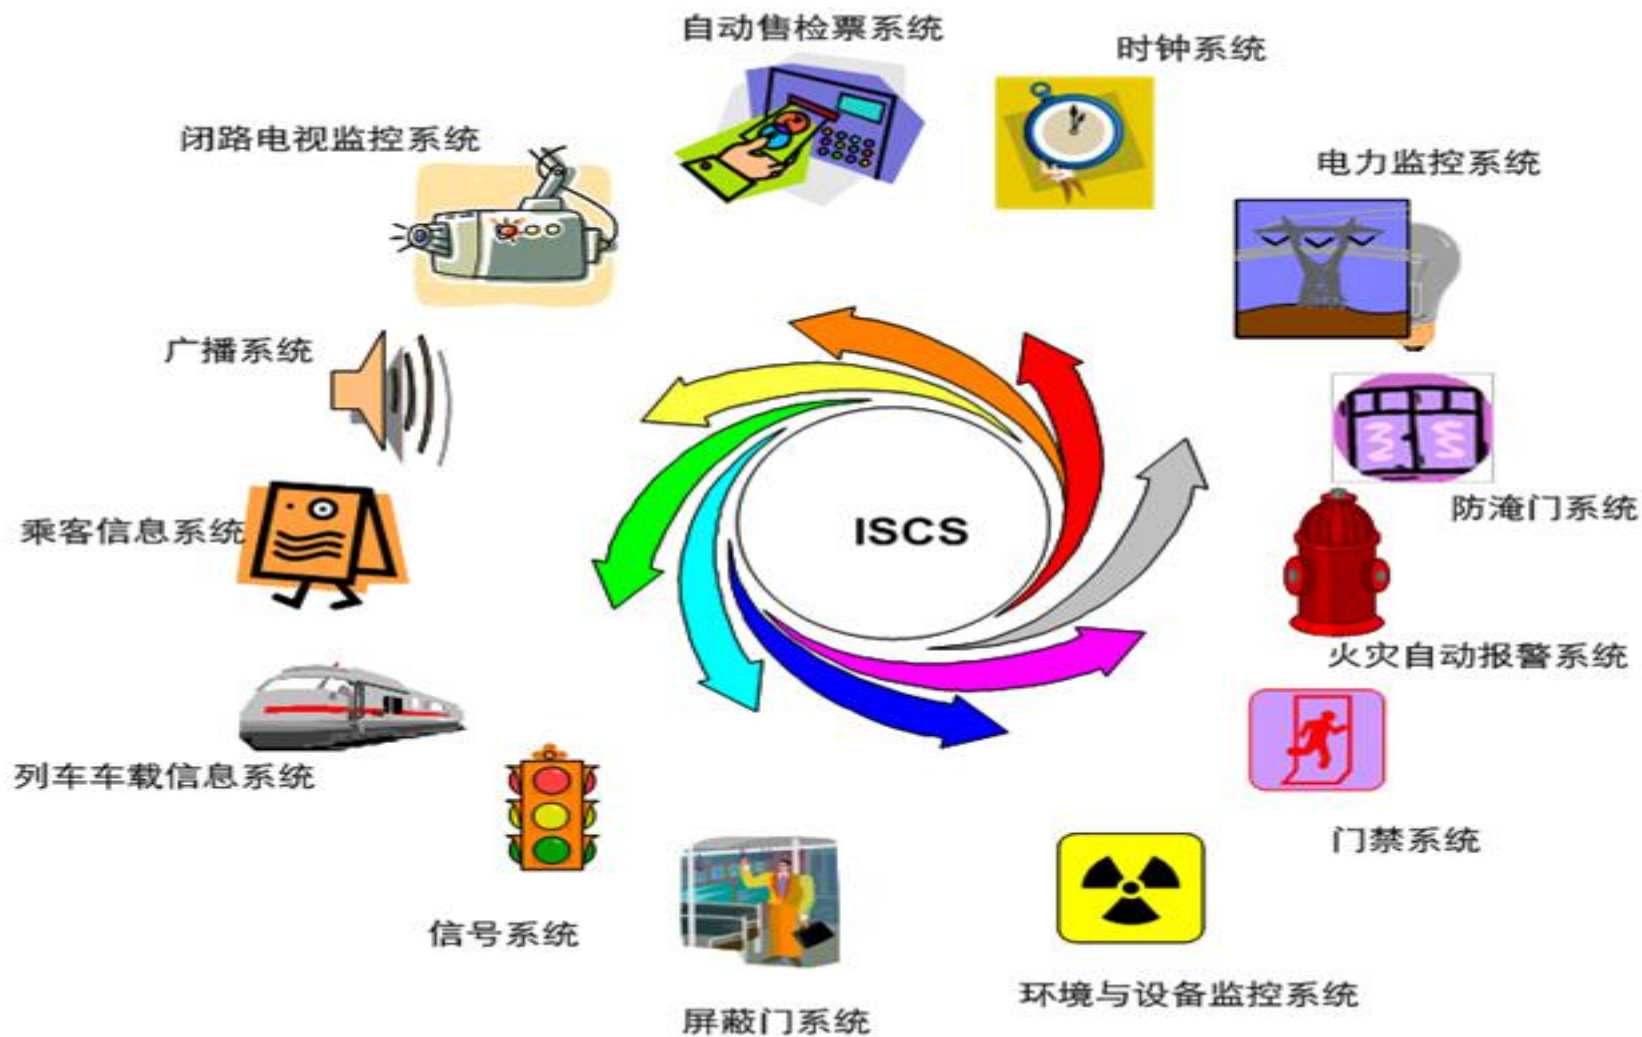 自动售检票系统
时钟系统
闭路电视监控系统
电力监控系统
广播系统
防淹门系统
乘客信息系统
ISCS
火灾自动报警系统
列车车载信息系统
门禁系统
信号系统
环境与设备监控系统
屏蔽门系统